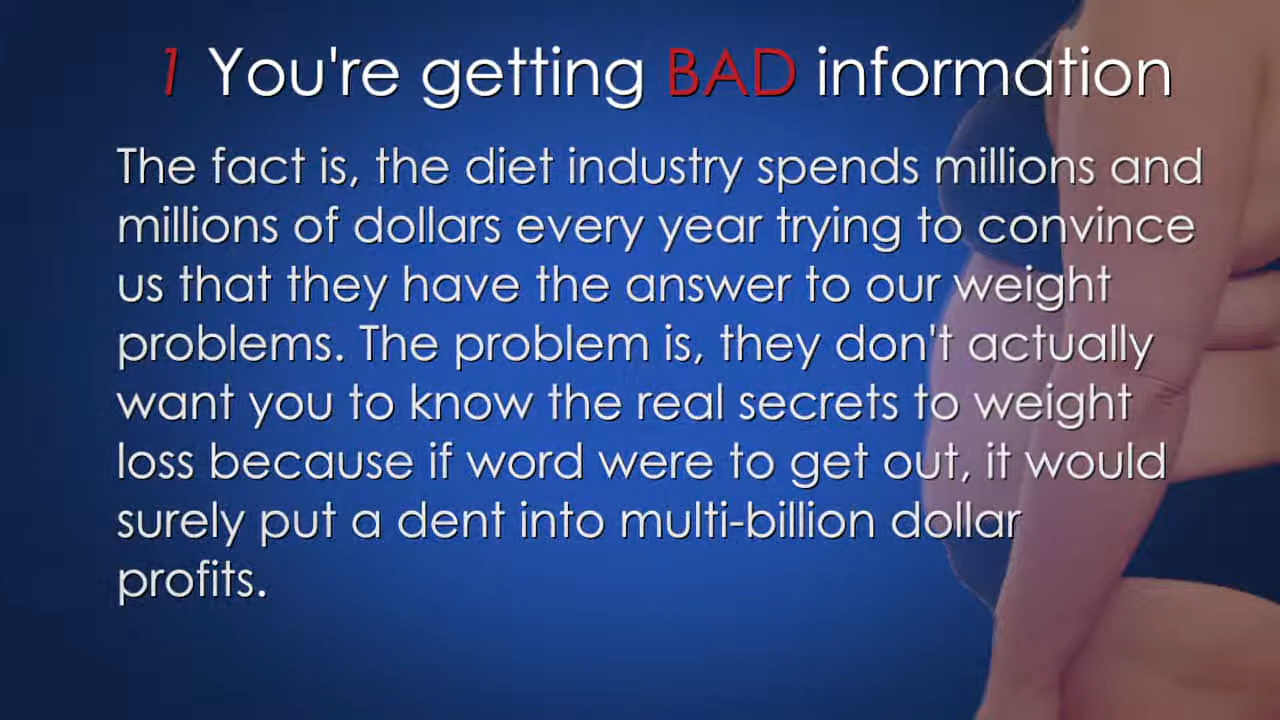 1 You're getting BAD information
The fact is, the diet industry spends millions and
millions of dollars every year trying to convince
us that they have the answer to our weight
problems. The problem is, they don't actually
want you to know the real secrets to weight
loss because if word were to get out, it would
surely put a dent into multi-billion dollar
profits.